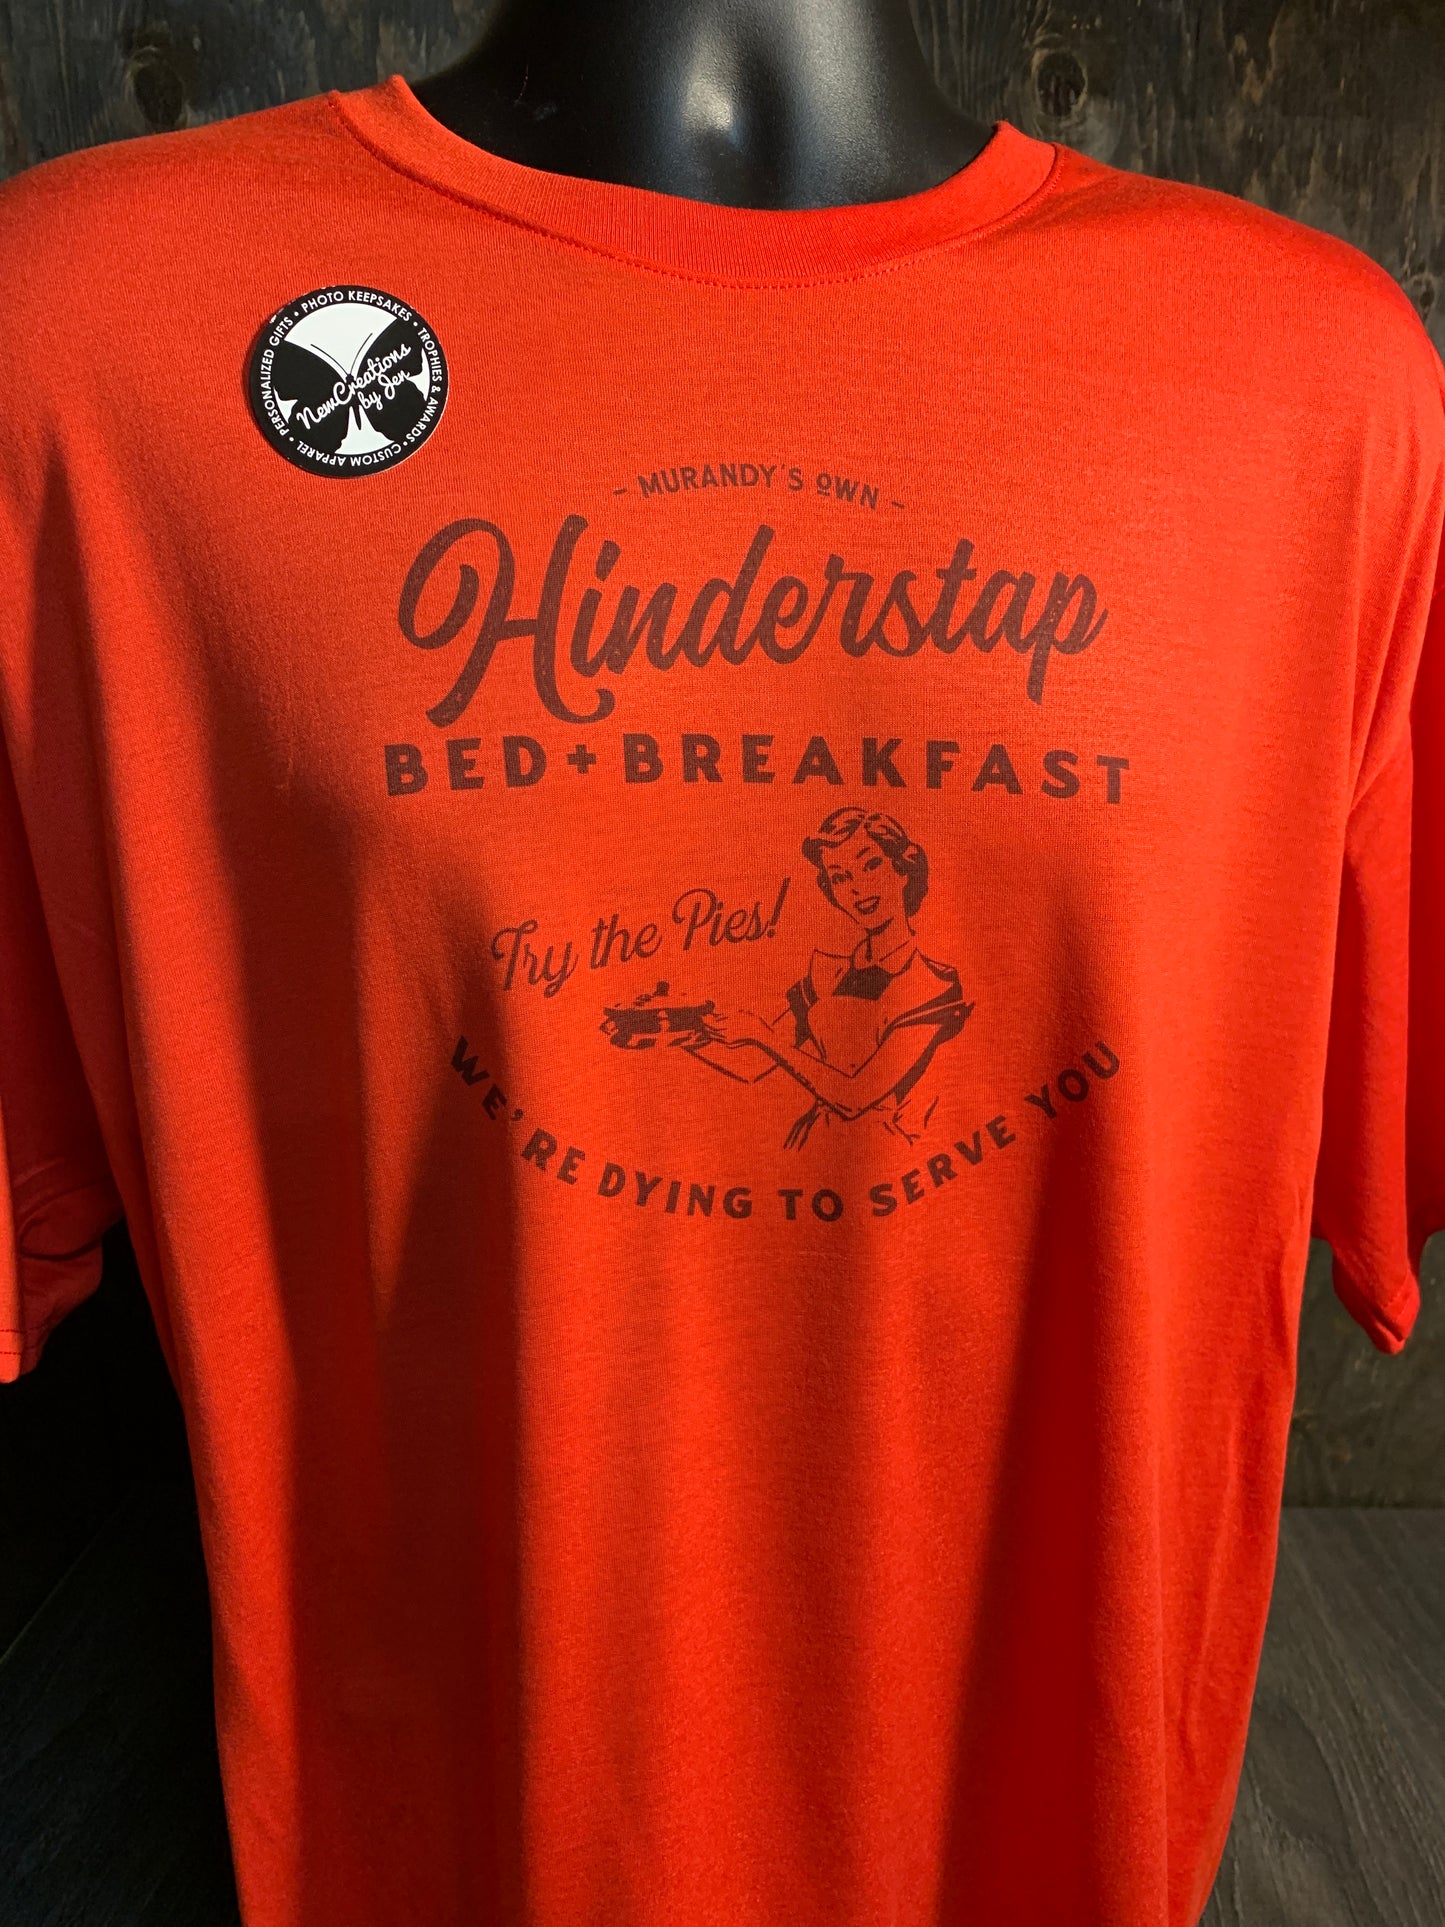 PERSONALIZED GIFTS • PHOTO KEEPSAKES • TROPHIES & AWARDS • CUSTOM APPAREL •
NewCreations
by Jen
- MURANDY'S OWN -
Hinderstap
BED+BREAKFAST
Try the Pies!
WE'RE DYING TO SERVE YOU